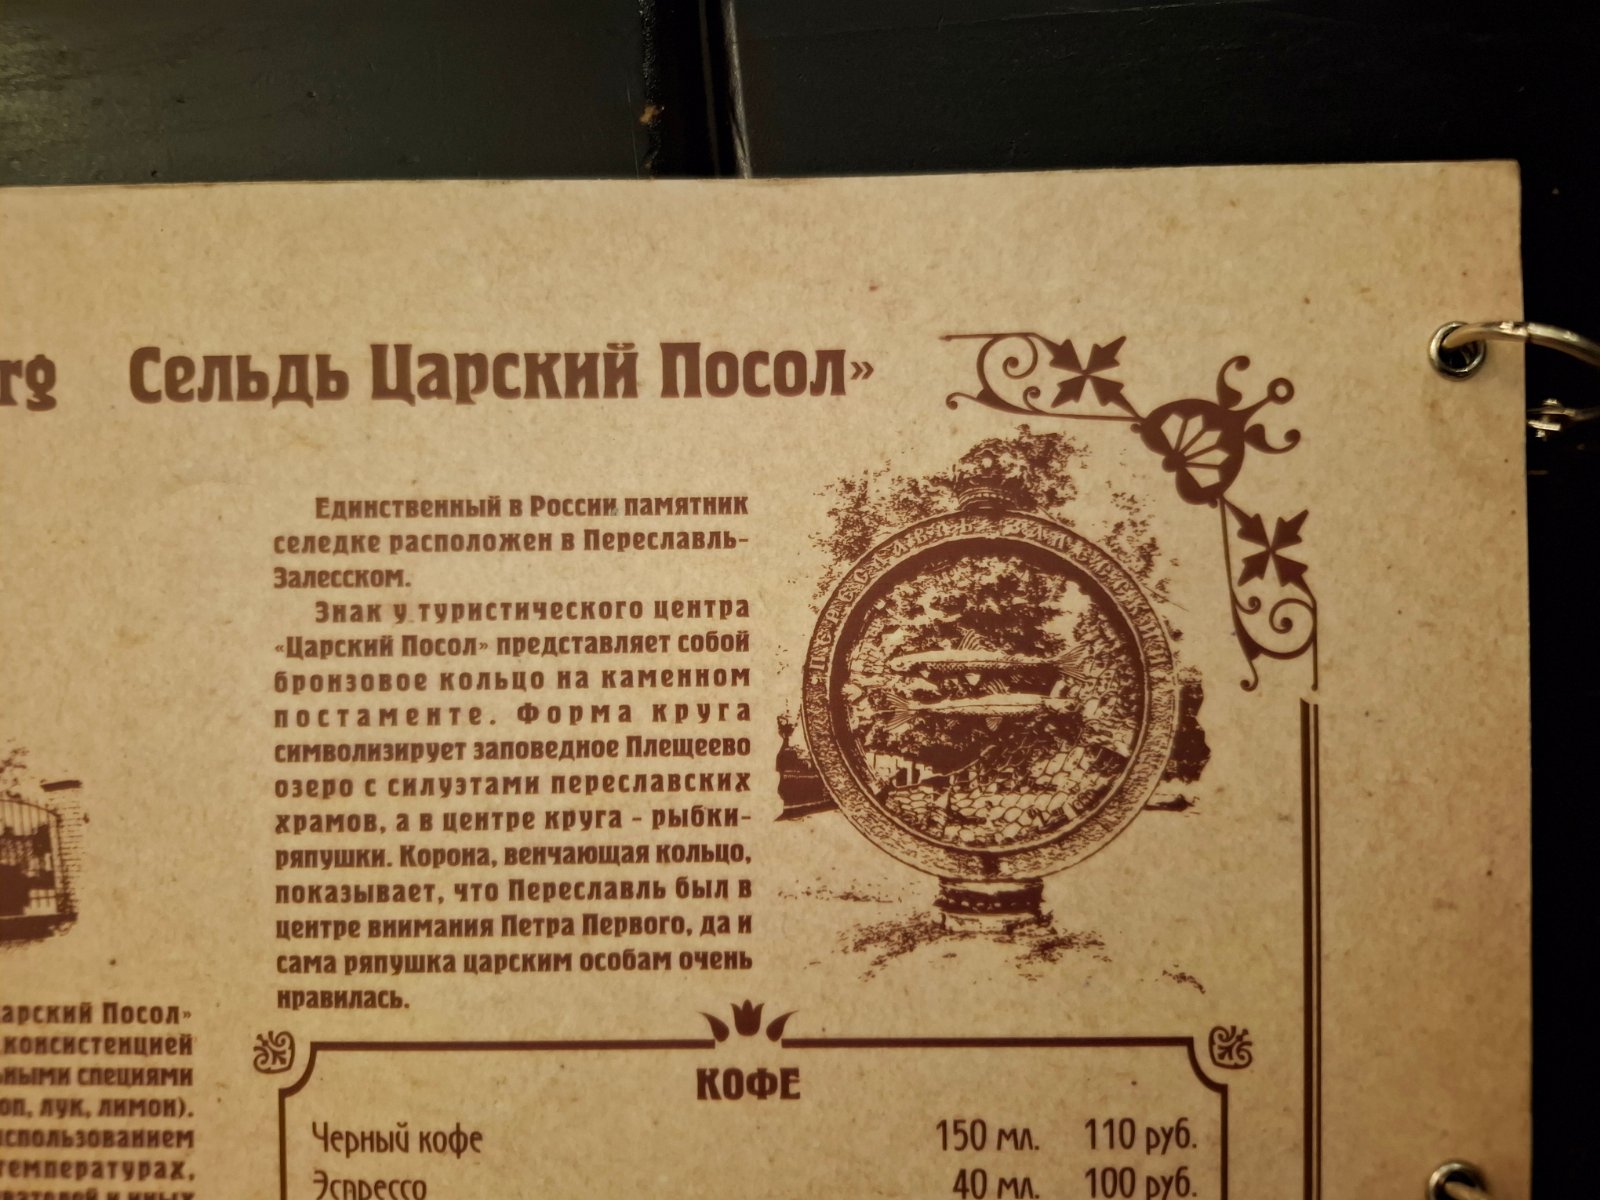 rg Сельдь Царский Посол»
Единственный в России памятник
селедке расположен в Переславль-
Залесском.
Знак у туристического центра
«Царский Посол» представляет собой
бронзовое кольцо на каменном
постаменте. Форма круга
символизирует заповедное Плещеево
озеро с силуэтами переславских
храмов, а в центре круга - рыбки-
ряпушки. Корона, венчающая кольцо,
показывает, что Переславль был в
центре внимания Петра Первого, да и
сама ряпушка царским особам очень
нравилась.
арский Посол»
консистенцией
ьными специями
оп, лук, лимон).
использованием
температурах,
КОФЕ
Черный кофе 150 мл. 110 руб.
Эспрессо 40 мл. 100 руб.